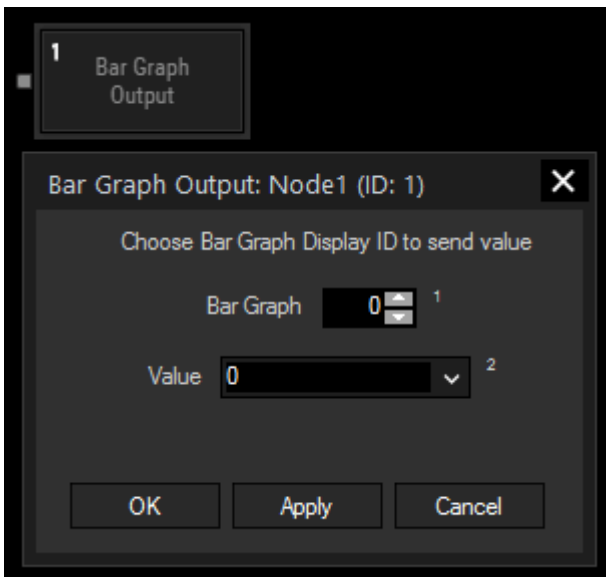 1
Bar Graph
Output
Bar Graph Output: Node1 (ID: 1)
Choose Bar Graph Display ID to send value
Bar Graph 0 1
Value 0 2
OK Apply Cancel